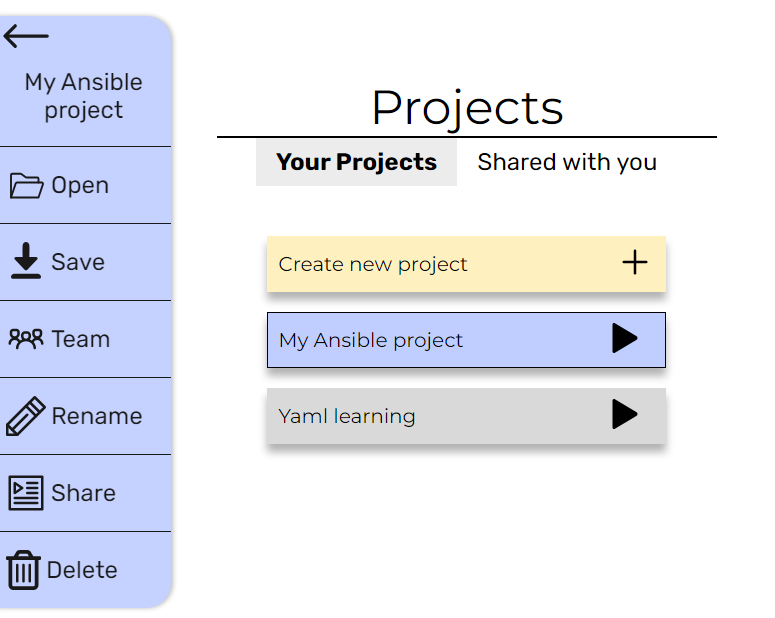 My Ansible
project
Open
Save
Team
Rename
Share
Delete
Projects
Your Projects Shared with you
Create new project
My Ansible project
Yaml learning